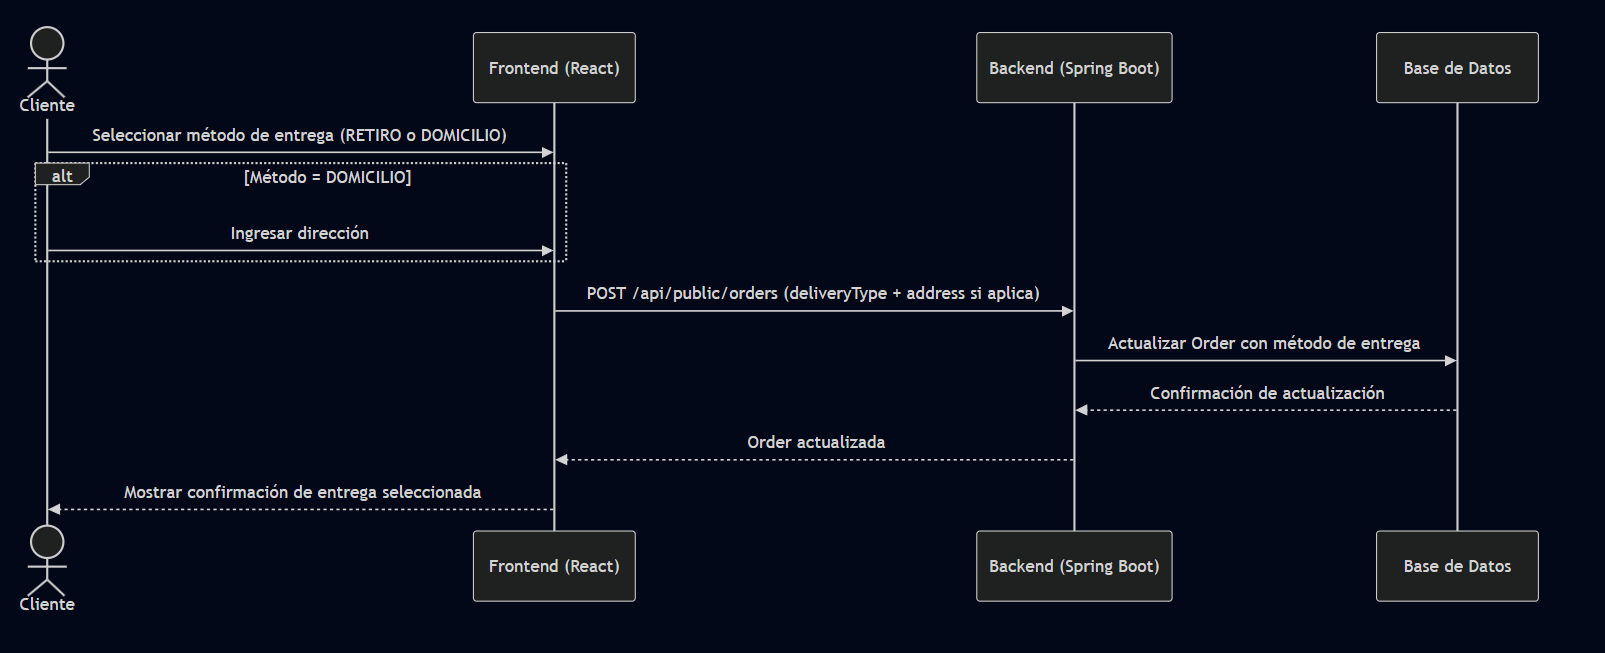 Cliente
Frontend (React)
Backend (Spring Boot)
Base de Datos
Seleccionar método de entrega (RETIRO o DOMICILIO)
alt
[Método = DOMICILIO]
Ingresar dirección
POST /api/public/orders (deliveryType + address si aplica)
Actualizar Order con método de entrega
Confirmación de actualización
Order actualizada
Mostrar confirmación de entrega seleccionada
Cliente
Frontend (React)
Backend (Spring Boot)
Base de Datos